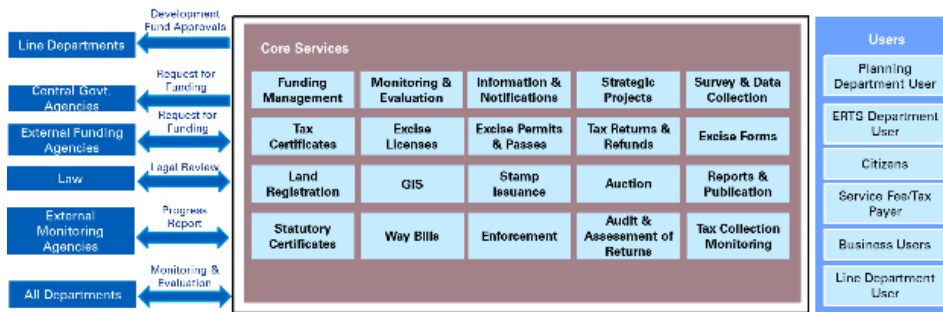 Development
Fund Approvals
Line Departments
Request for
Funding
Central Govt.
Agencies
Request for
Funding
External Funding
Agencies
Legal Review
Law
Progress
Report
External
Monitoring
Agencies
Monitoring &
Evaluation
All Departments
Core Services
Funding
Management
Monitoring &
Evaluation
Information &
Notifications
Strategic
Projects
Survey & Data
Collection
Tax
Certificates
Excise
Licenses
Excise Permits
& Passes
Tax Returns &
Refunds
Excise Forms
Land
Registration
GIS
Stamp
Issuance
Auction
Reports &
Publication
Statutory
Certificates
Way Bills
Enforcement
Audit &
Assessment of
Returns
Tax Collection
Monitoring
Users
Planning
Department User
ERTS Department
User
Citizens
Service Fee/Tax
Payer
Business Users
Line Department
User